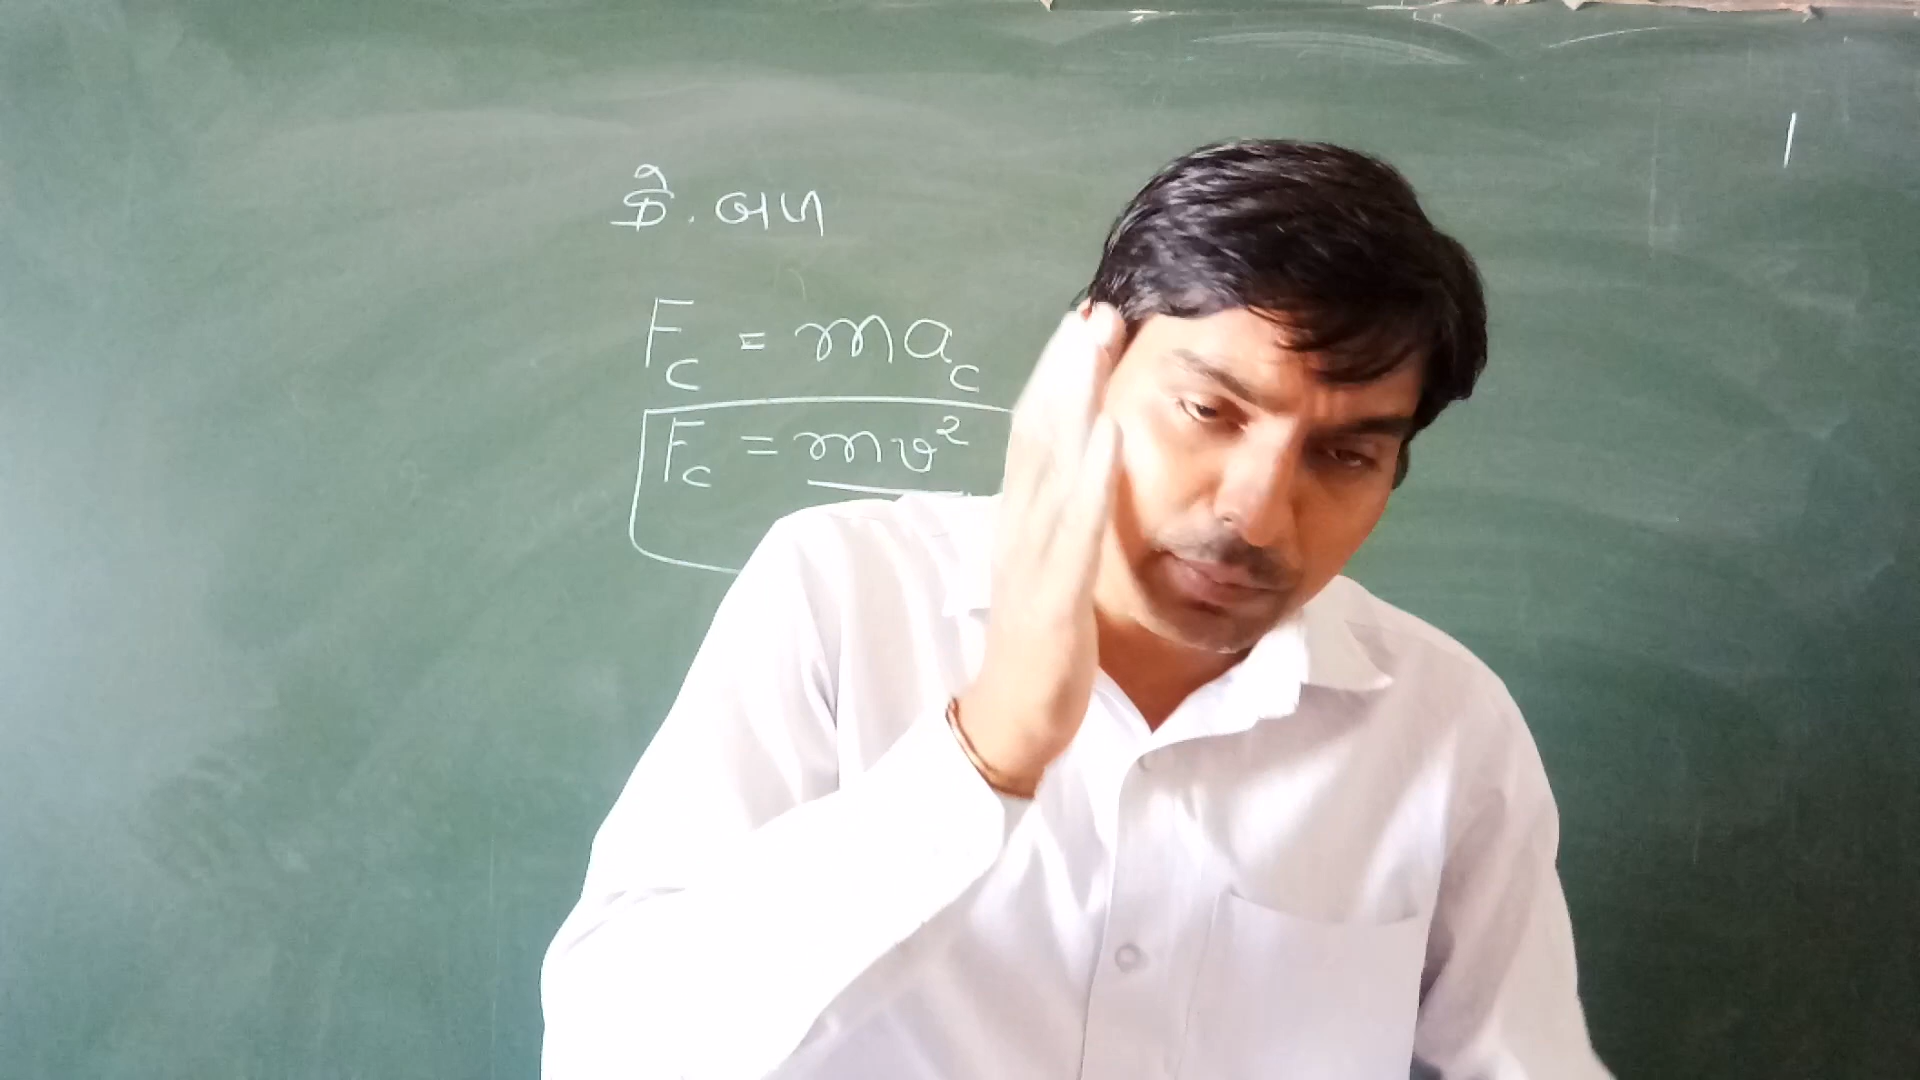 કે. બળ
F_c = ma_c
F_c = mv²